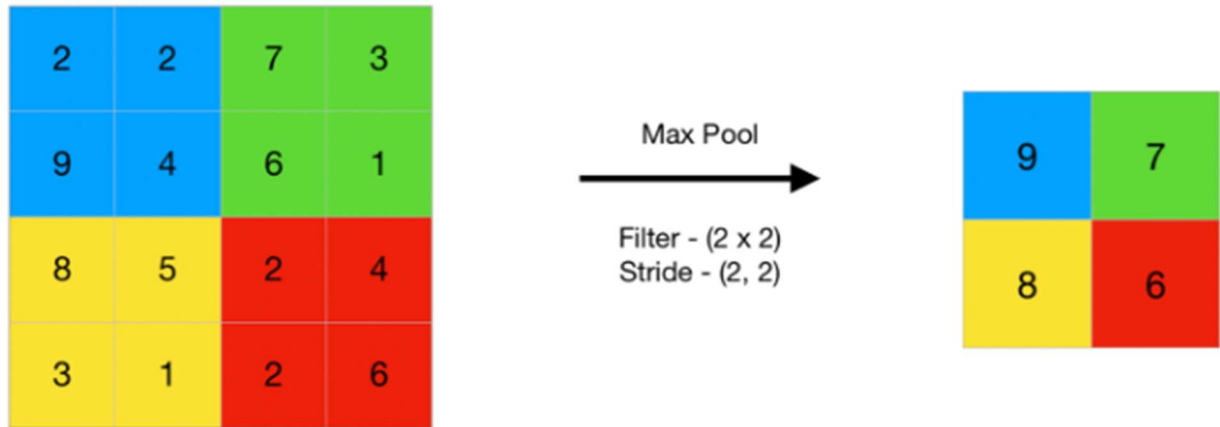 2 2 7 3
9 4 6 1
8 5 2 4
3 1 2 6
Max Pool
Filter - (2 x 2)
Stride - (2, 2)
9 7
8 6